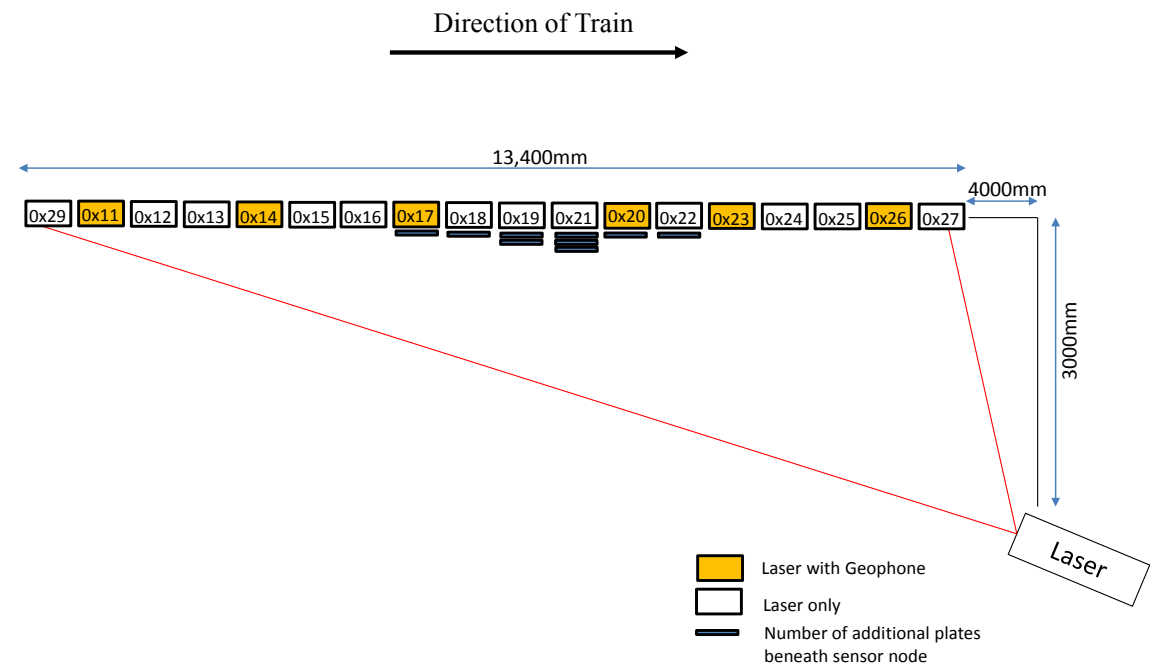 Direction of Train
13,400mm
4000mm
0x29 0x11 0x12 0x13 0x14 0x15 0x16 0x17 0x18 0x19 0x21 0x20 0x22 0x23 0x24 0x25 0x26 0x27
3000mm
Laser
Laser with Geophone
Laser only
Number of additional plates
beneath sensor node